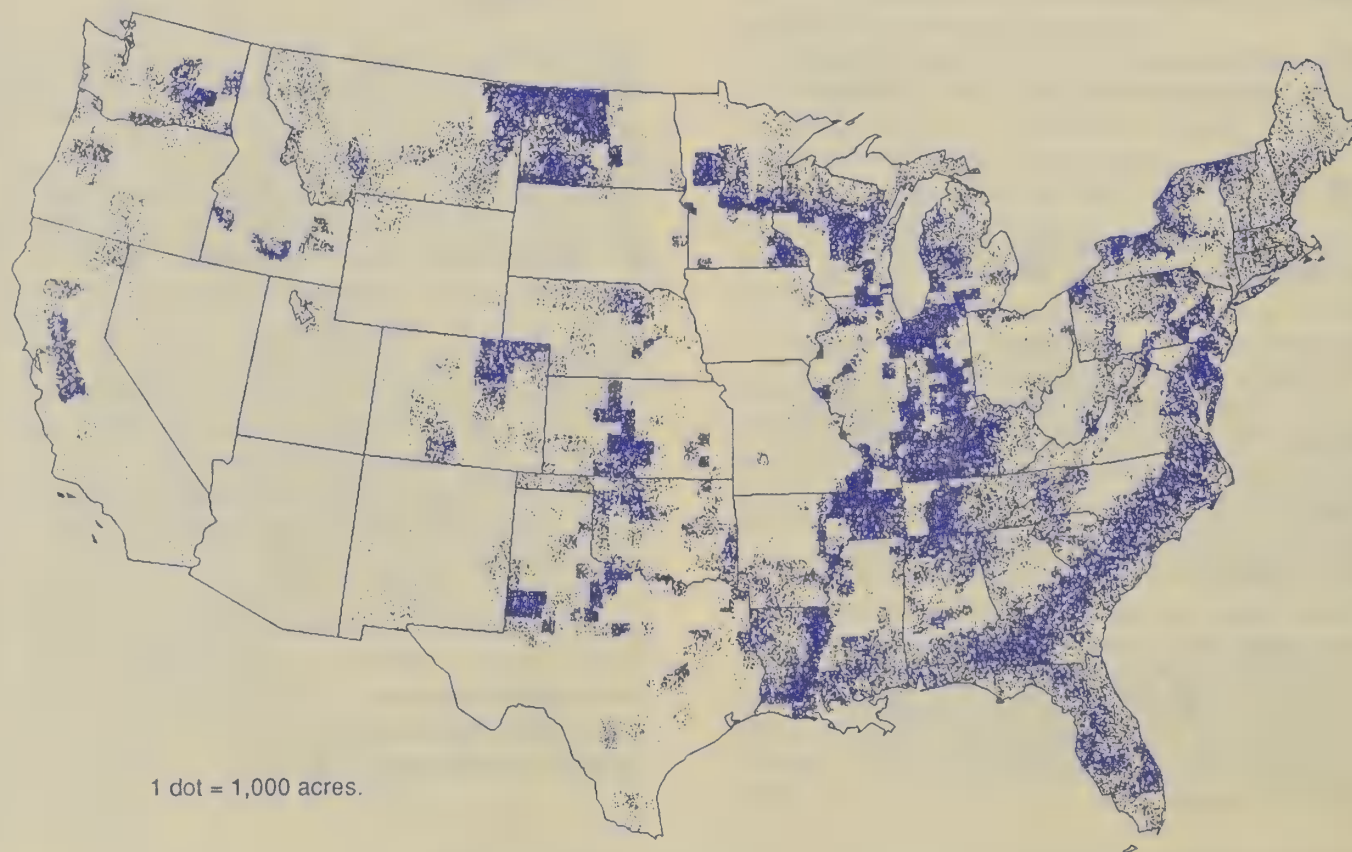 1 dot = 1,000 acres.